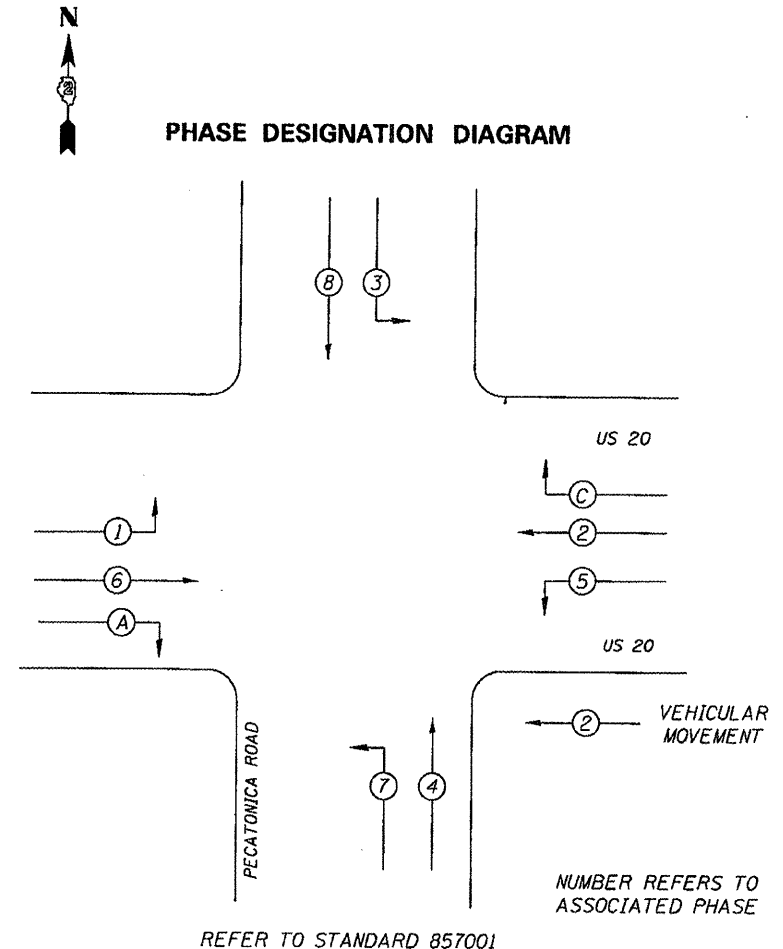 N
PHASE DESIGNATION DIAGRAM
8
3
US 20
C
1
2
6
5
A
US 20
2
VEHICULAR
MOVEMENT
PECATONICA ROAD
7
4
NUMBER REFERS TO
ASSOCIATED PHASE
REFER TO STANDARD 857001